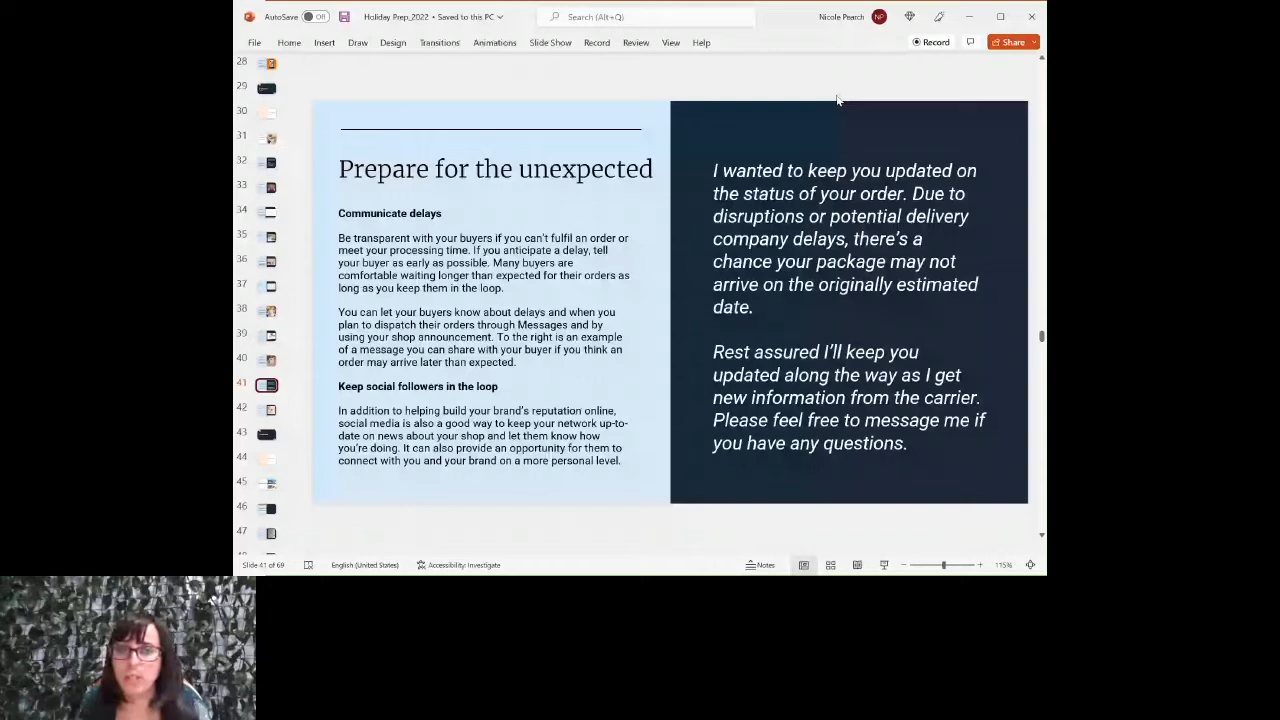 AutoSave Off Holiday_Prep_2022 • Saved to this PC Search (Alt+Q) Nicole Pearch NP
File Home Insert Draw Design Transitions Animations Slide Show Record Review View Help Record Share
28
29
30
31
32
33
34
35
36
37
38
39
40
41
42
43
44
45
46
47
Prepare for the unexpected
Communicate delays
Be transparent with your buyers if you can't fulfil an order or
meet your processing time. If you anticipate a delay, tell
your buyer as early as possible. Many buyers are
comfortable waiting longer than expected for their orders as
long as you keep them in the loop.
You can let your buyers know about delays and when you
plan to dispatch their orders through Messages and by
using your shop announcement. To the right is an example
of a message you can share with your buyer if you think an
order may arrive later than expected.
Keep social followers in the loop
In addition to helping build your brand's reputation online,
social media is also a good way to keep your network up-to-
date on news about your shop and let them know how
you're doing. It can also provide an opportunity for them to
connect with you and your brand on a more personal level.
I wanted to keep you updated on
the status of your order. Due to
disruptions or potential delivery
company delays, there's a
chance your package may not
arrive on the originally estimated
date.
Rest assured I'll keep you
updated along the way as I get
new information from the carrier.
Please feel free to message me if
you have any questions.
Slide 41 of 69 English (United States) Accessibility: Investigate Notes 115%